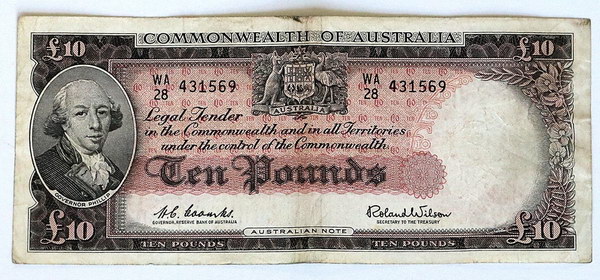 COMMONWEALTH OF AUSTRALIA
£10 £10
WA 28 431569 WA 28 431569
AUSTRALIA
Legal Tender
in the Commonwealth and in all Territories
under the control of the Commonwealth.
Ten Pounds
GOVERNOR PHILLIP
H.C. Coombs.
GOVERNOR, RESERVE BANK OF AUSTRALIA
Roland Wilson
SECRETARY TO THE TREASURY
£10 £10
AUSTRALIAN NOTE
TEN POUNDS TEN POUNDS